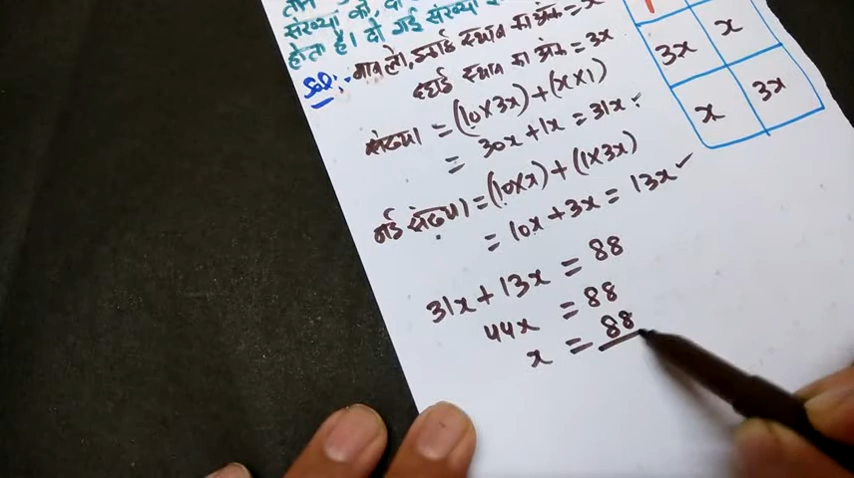 संख्या को, दो
होता है। दो गई संख्या
Sol:- मान लो, इकाई स्थान का अंक = x
दहाई स्थान का अंक = 3x
संख्या = (10×3x)+(x×1)
= 30x+1x = 31x ✓
नई संख्या = (10×x)+(1×3x)
= 10x+3x = 13x ✓
31x+13x = 88
44x = 88
x = 88
3x x
x 3x